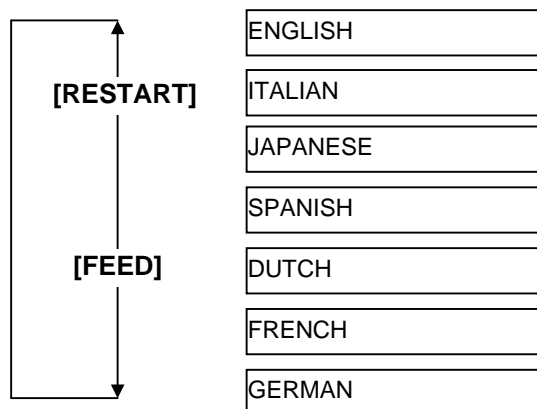 ENGLISH
[RESTART]
ITALIAN
JAPANESE
SPANISH
[FEED]
DUTCH
FRENCH
GERMAN